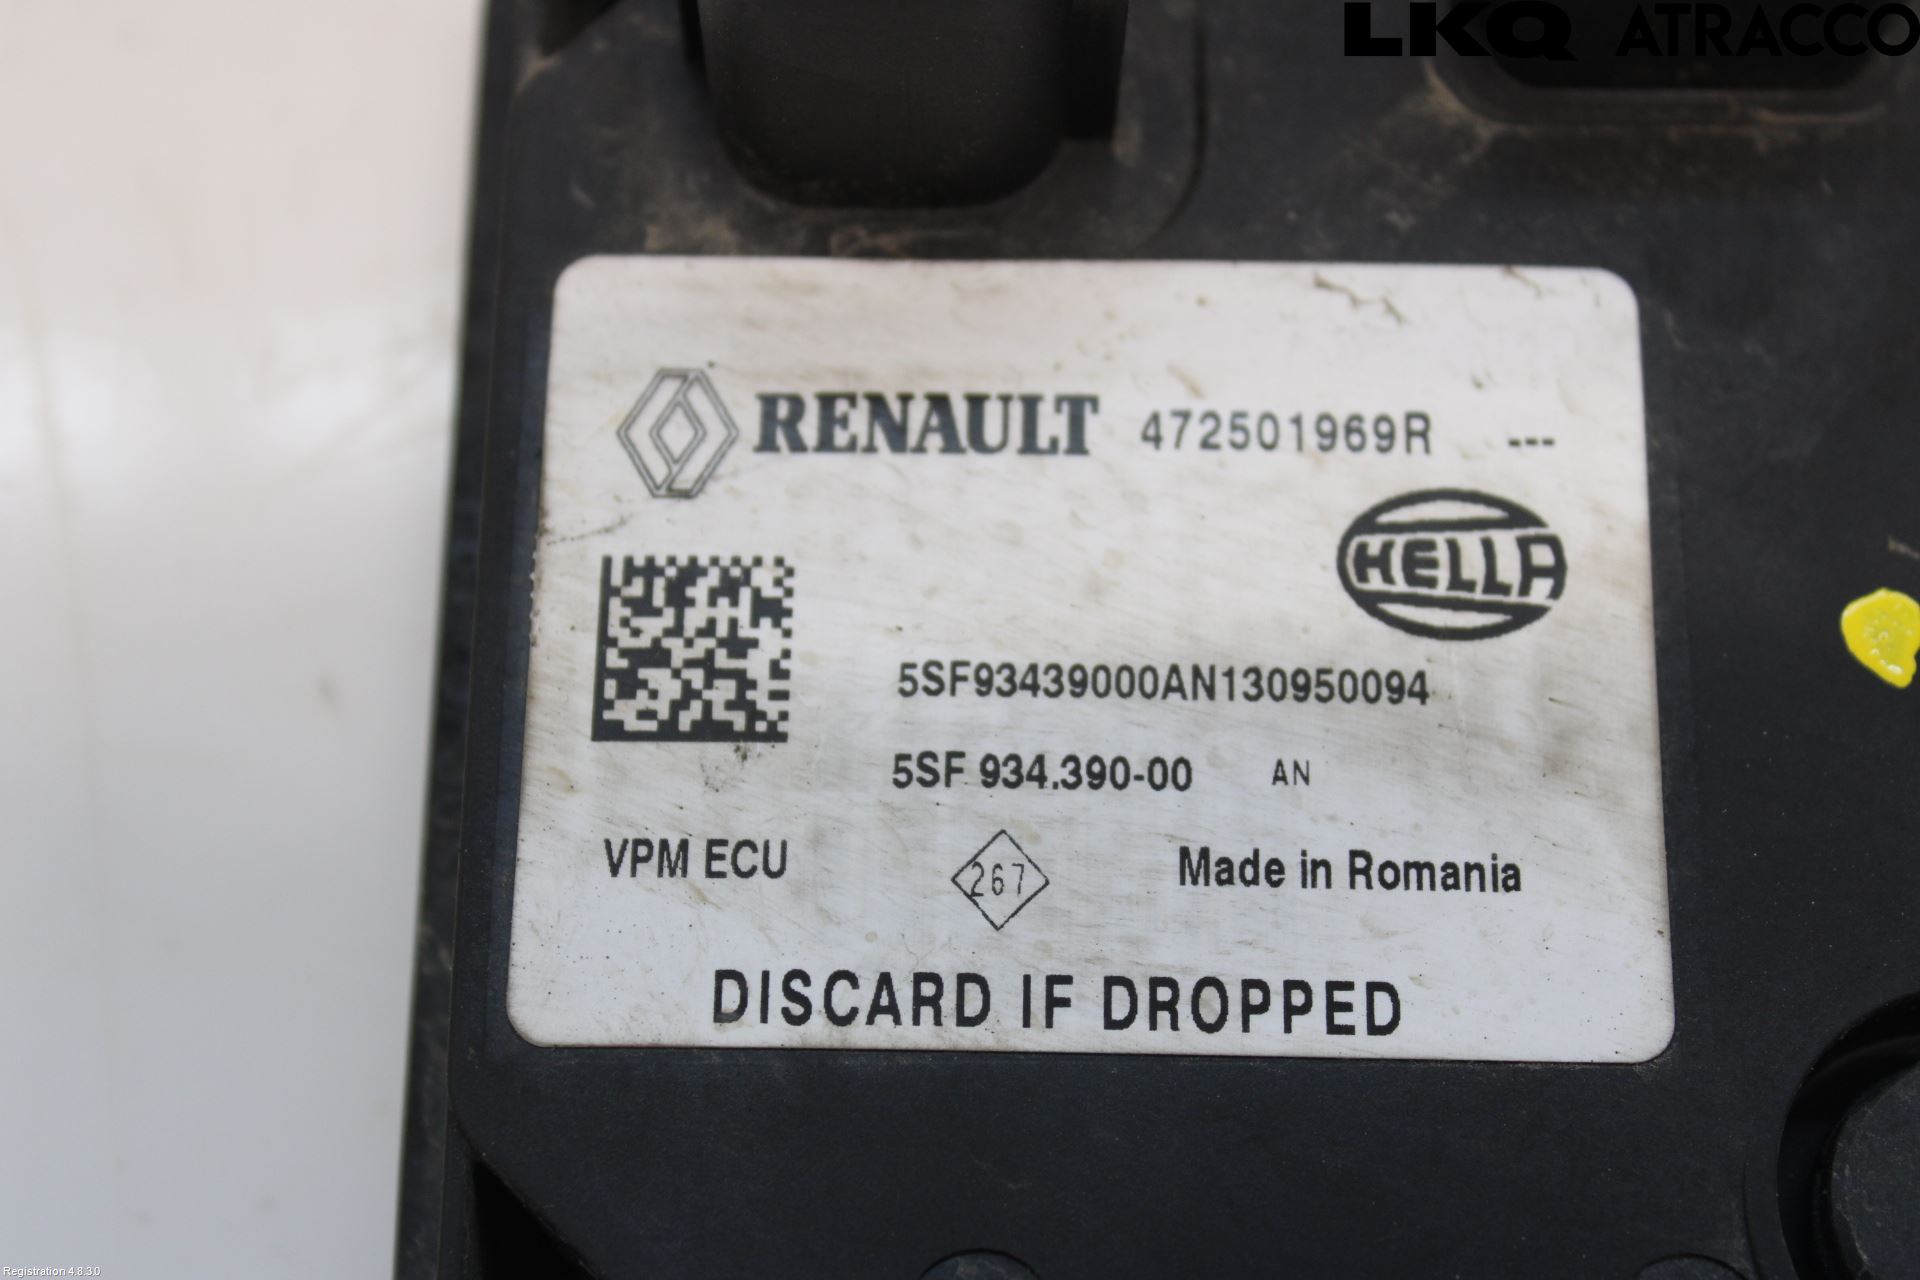 LKQ ATRACCO
RENAULT 472501969R ---
HELLA
5SF93439000AN130950094
5SF 934.390-00 AN
VPM ECU 267 Made in Romania
DISCARD IF DROPPED
Registration 4.8.3.0